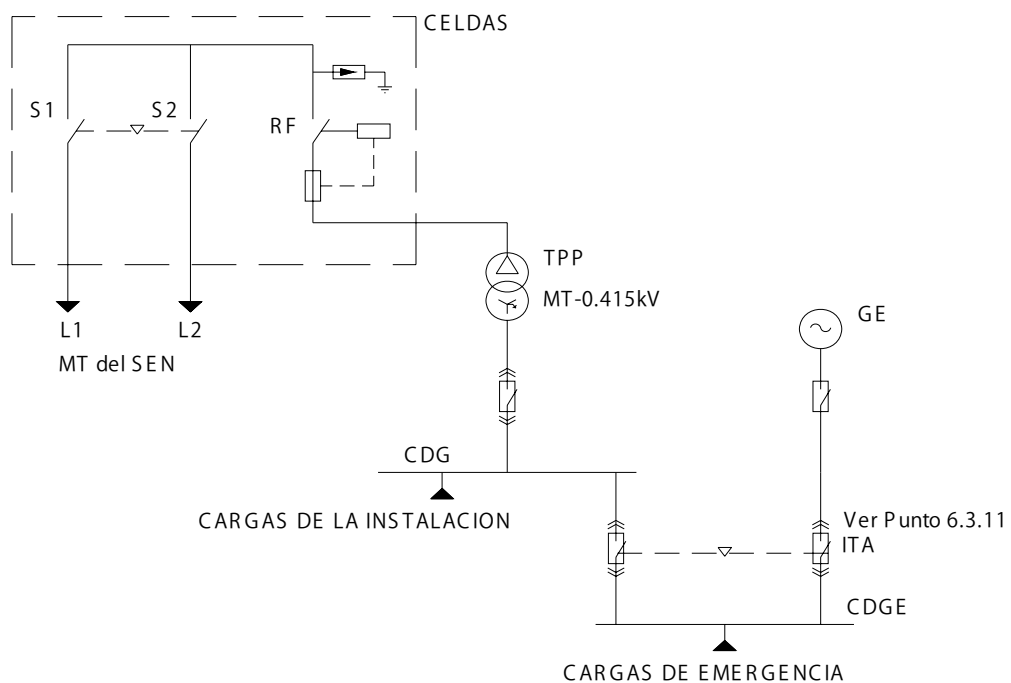 CELDAS
S1
S2
RF
L1
L2
MT del SEN
TPP
MT-0.415kV
GE
CDG
CARGAS DE LA INSTALACION
Ver Punto 6.3.11
ITA
CDGE
CARGAS DE EMERGENCIA